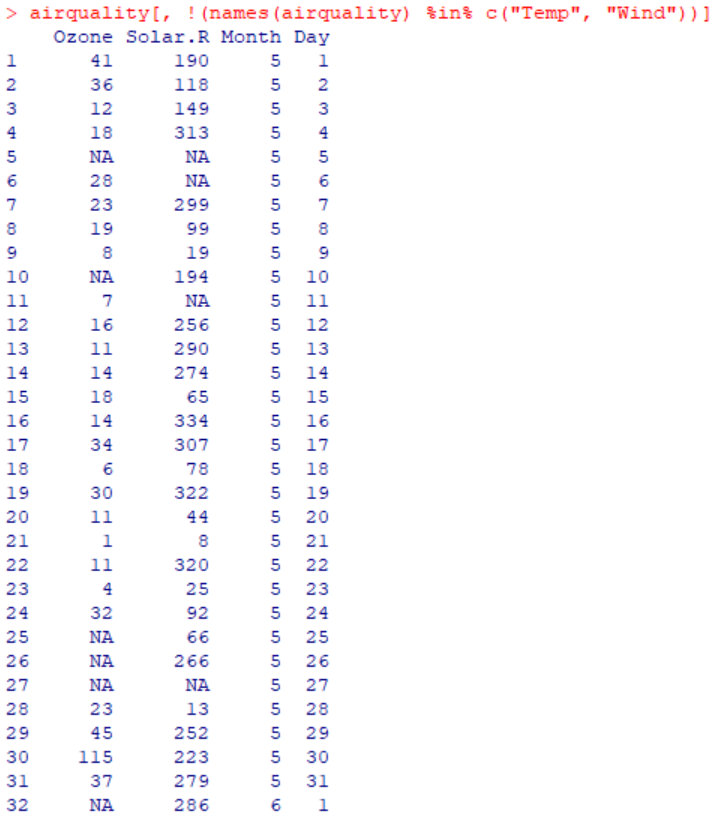 > airquality[, !(names(airquality) %in% c("Temp", "Wind"))]
    Ozone Solar.R Month Day
1      41     190     5   1
2      36     118     5   2
3      12     149     5   3
4      18     313     5   4
5      NA      NA     5   5
6      28      NA     5   6
7      23     299     5   7
8      19      99     5   8
9       8      19     5   9
10     NA     194     5  10
11      7      NA     5  11
12     16     256     5  12
13     11     290     5  13
14     14     274     5  14
15     18      65     5  15
16     14     334     5  16
17     34     307     5  17
18      6      78     5  18
19     30     322     5  19
20     11      44     5  20
21      1       8     5  21
22     11     320     5  22
23      4      25     5  23
24     32      92     5  24
25     NA      66     5  25
26     NA     266     5  26
27     NA      NA     5  27
28     23      13     5  28
29     45     252     5  29
30    115     223     5  30
31     37     279     5  31
32     NA     286     6   1